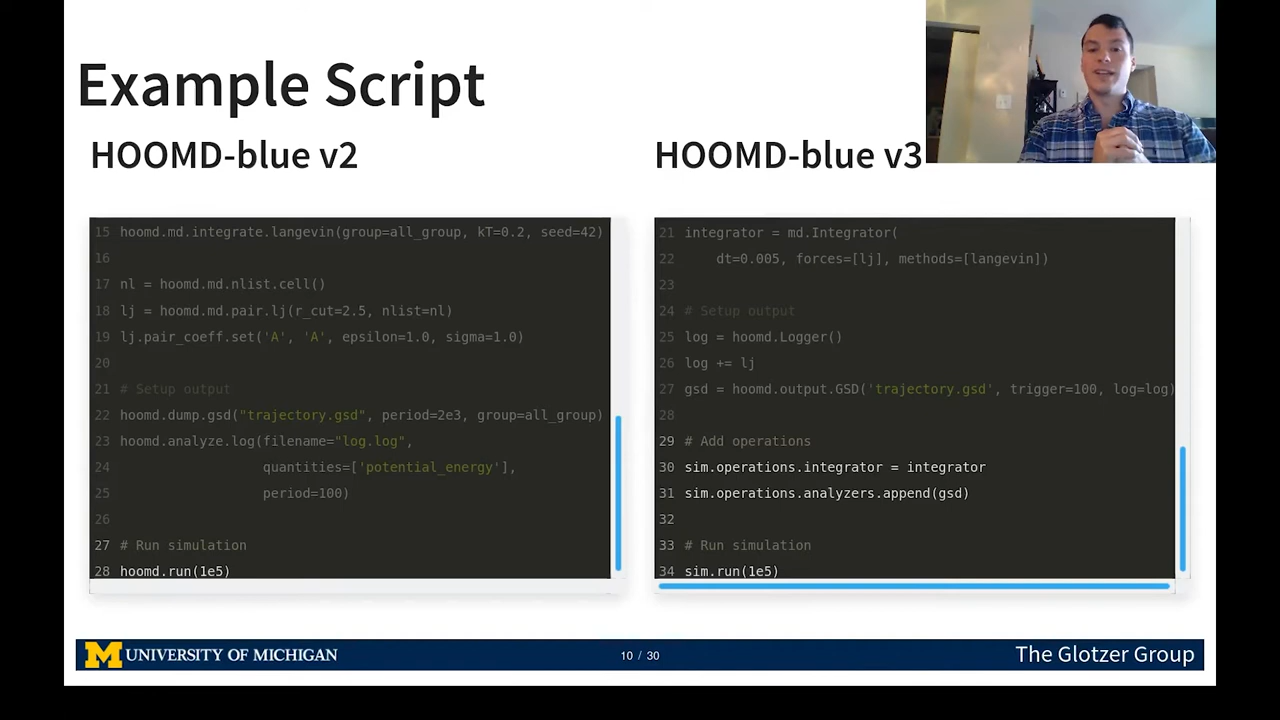 Example Script
HOOMD-blue v2
15 hoomd.md.integrate.langevin(group=all_group, kT=0.2, seed=42)
16
17 nl = hoomd.md.nlist.cell()
18 lj = hoomd.md.pair.lj(r_cut=2.5, nlist=nl)
19 lj.pair_coeff.set('A', 'A', epsilon=1.0, sigma=1.0)
20
21 # Setup output
22 hoomd.dump.gsd("trajectory.gsd", period=2e3, group=all_group)
23 hoomd.analyze.log(filename="log.log",
24                   quantities=['potential_energy'],
25                   period=100)
26
27 # Run simulation
28 hoomd.run(1e5)
HOOMD-blue v3
21 integrator = md.Integrator(
22     dt=0.005, forces=[lj], methods=[langevin])
23
24 # Setup output
25 log = hoomd.Logger()
26 log += lj
27 gsd = hoomd.output.GSD('trajectory.gsd', trigger=100, log=log)
28
29 # Add operations
30 sim.operations.integrator = integrator
31 sim.operations.analyzers.append(gsd)
32
33 # Run simulation
34 sim.run(1e5)
M UNIVERSITY OF MICHIGAN
10 / 30
The Glotzer Group